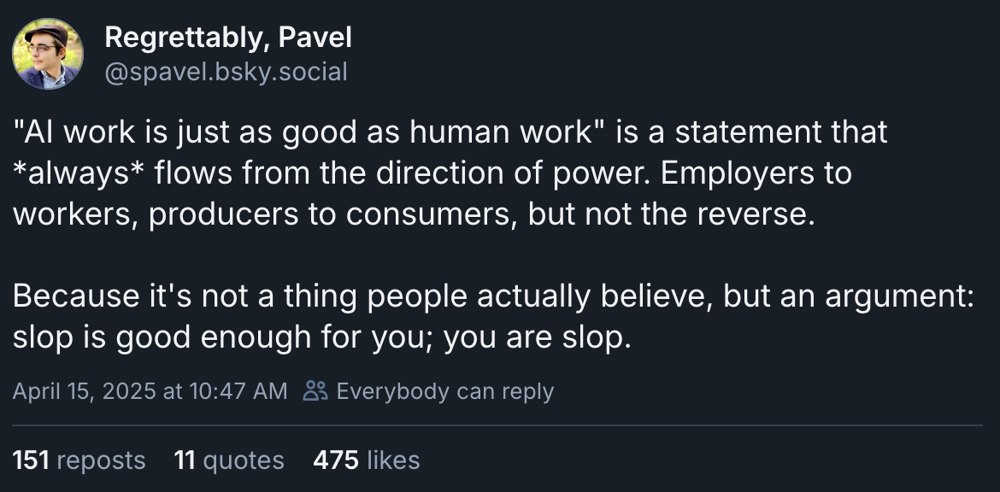 Regrettably, Pavel
@spavel.bsky.social
"AI work is just as good as human work" is a statement that
*always* flows from the direction of power. Employers to
workers, producers to consumers, but not the reverse.
Because it's not a thing people actually believe, but an argument:
slop is good enough for you; you are slop.
April 15, 2025 at 10:47 AM Everybody can reply
151 reposts 11 quotes 475 likes